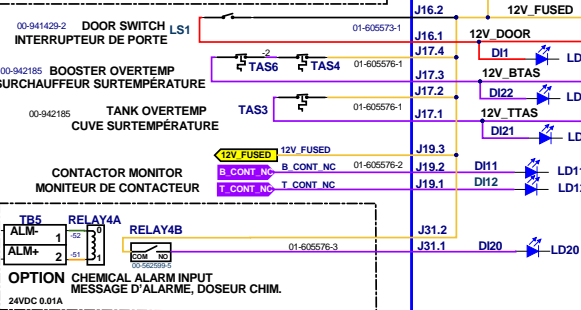 J16.2 12V_FUSED
00-941429-2 DOOR SWITCH LS1 01-605573-1
INTERRUPTEUR DE PORTE J16.1 12V_DOOR
-2 J17.4 DI1 LD
TAS6 TAS4 01-605576-1
00-942185 BOOSTER OVERTEMP J17.3 12V_BTAS
SURCHAUFFEUR SURTEMPÉRATURE
J17.2 DI22 LD
00-942185 TANK OVERTEMP TAS3 01-605576-1
CUVE SURTEMPÉRATURE J17.1 12V_TTAS
DI21 LD
12V_FUSED 12V_FUSED J19.3
CONTACTOR MONITOR B_CONT_NC B_CONT_NC 01-605576-2 J19.2 DI11 LD11
MONITEUR DE CONTACTEUR T_CONT_NC T_CONT_NC J19.1 DI12 LD12
TB5 RELAY4A
ALM- 1 -52 0 RELAY4B J31.2
ALM+ 2 -51 1 COM NO 01-605576-3 J31.1 DI20 LD20
00-562599-5
OPTION CHEMICAL ALARM INPUT
MESSAGE D'ALARME, DOSEUR CHIM.
24VDC 0.01A